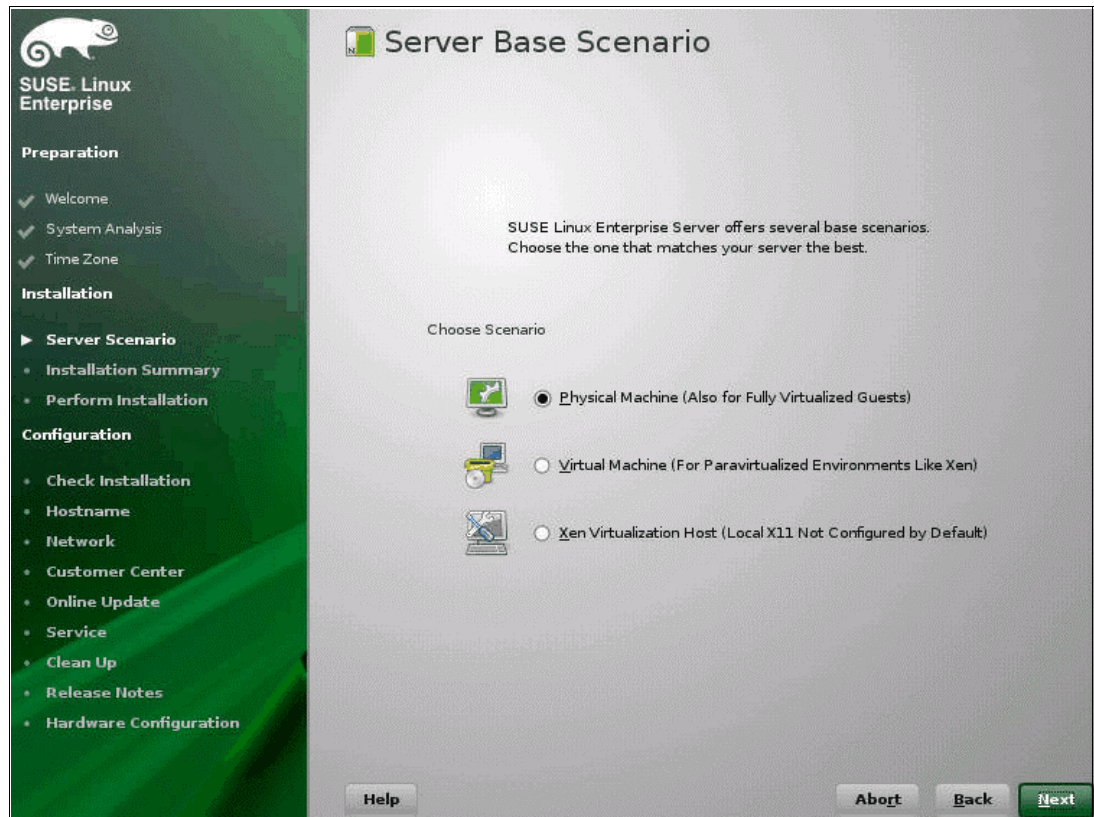 SUSE. Linux
Enterprise
Preparation
Welcome
System Analysis
Time Zone
Installation
Server Scenario
Installation Summary
Perform Installation
Configuration
Check Installation
Hostname
Network
Customer Center
Online Update
Service
Clean Up
Release Notes
Hardware Configuration
Server Base Scenario
SUSE Linux Enterprise Server offers several base scenarios.
Choose the one that matches your server the best.
Choose Scenario
Physical Machine (Also for Fully Virtualized Guests)
Virtual Machine (For Paravirtualized Environments Like Xen)
Xen Virtualization Host (Local X11 Not Configured by Default)
Help
Abort
Back
Next